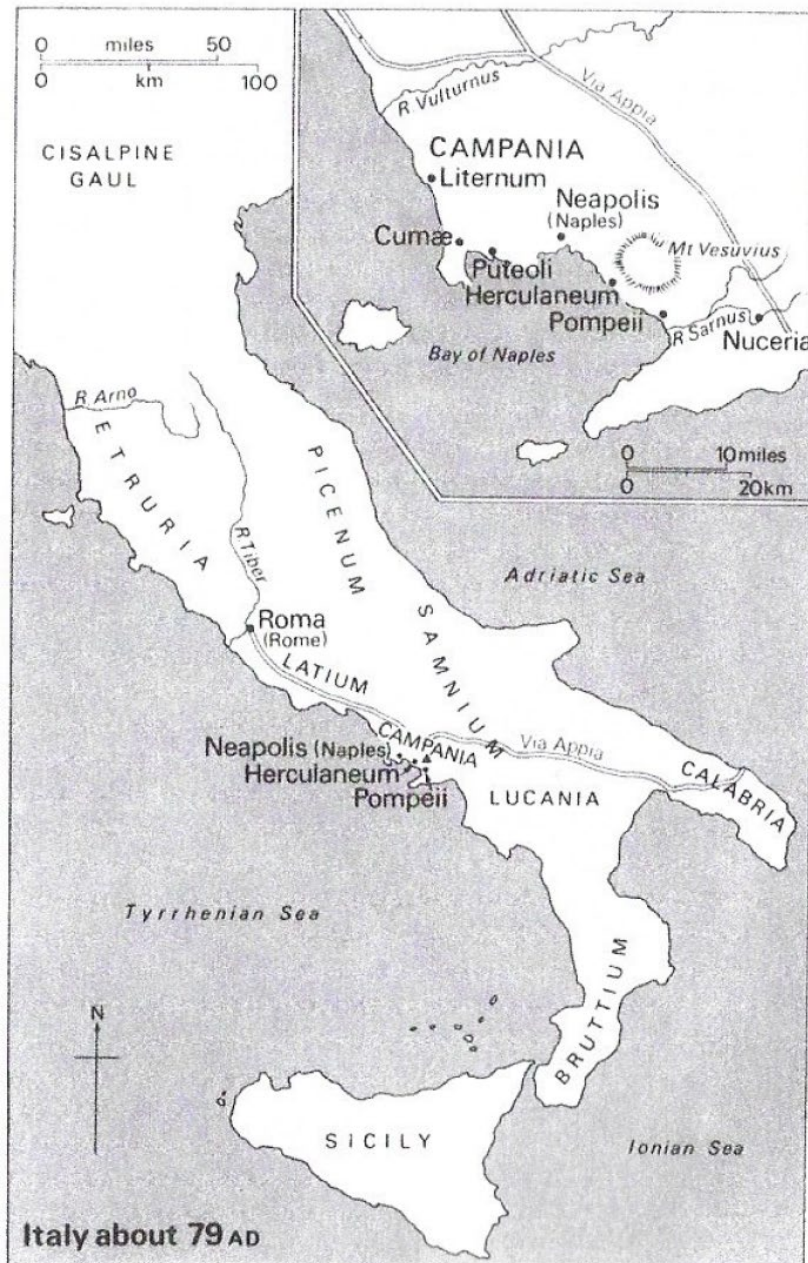 0 miles 50
0 km 100
CISALPINE
GAUL
R. Vulturnus
Via Appia
CAMPANIA
Liternum
Neapolis
(Naples)
Cumæ
Mt Vesuvius
Puteoli
Herculaneum
Pompeii
R Sarnus
Nuceria
Bay of Naples
0 10 miles
0 20km
R. Arno
ETRURIA
PICENUM
R.Tiber
Adriatic Sea
SAMNIUM
Roma
(Rome)
LATIUM
CAMPANIA
Via Appia
Neapolis (Naples)
Herculaneum
Pompeii
LUCANIA
CALABRIA
Tyrrhenian Sea
N
BRUTTIUM
SICILY
Ionian Sea
Italy about 79 AD